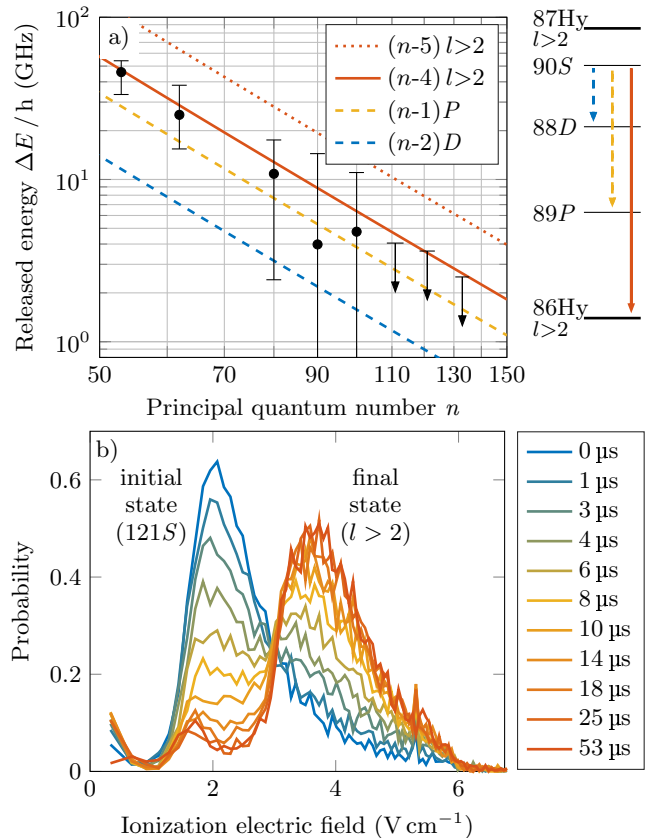 a)
(n-5) l>2
(n-4) l>2
(n-1)P
(n-2)D
10²
10¹
10⁰
Released energy ΔE / h (GHz)
50
70
90
110
130
150
Principal quantum number n
87Hy
l>2
90S
88D
89P
86Hy
l>2
b)
initial
state
(121S)
final
state
(l > 2)
0.6
0.4
0.2
0
Probability
0
2
4
6
Ionization electric field (V cm⁻¹)
0 µs
1 µs
3 µs
4 µs
6 µs
8 µs
10 µs
14 µs
18 µs
25 µs
53 µs